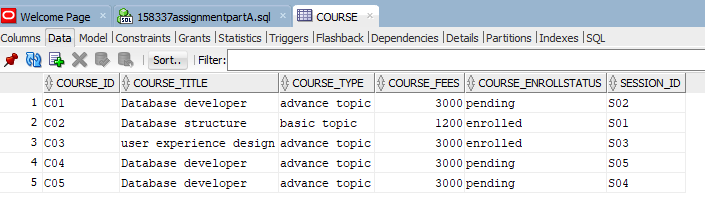 Welcome Page 158337assignmentpartA.sql COURSE
Columns Data Model Constraints Grants Statistics Triggers Flashback Dependencies Details Partitions Indexes SQL
Sort.. Filter:
COURSE_ID COURSE_TITLE COURSE_TYPE COURSE_FEES COURSE_ENROLLSTATUS SESSION_ID
1 C01 Database developer advance topic 3000 pending S02
2 C02 Database structure basic topic 1200 enrolled S01
3 C03 user experience design advance topic 3000 enrolled S03
4 C04 Database developer advance topic 3000 pending S05
5 C05 Database developer advance topic 3000 pending S04